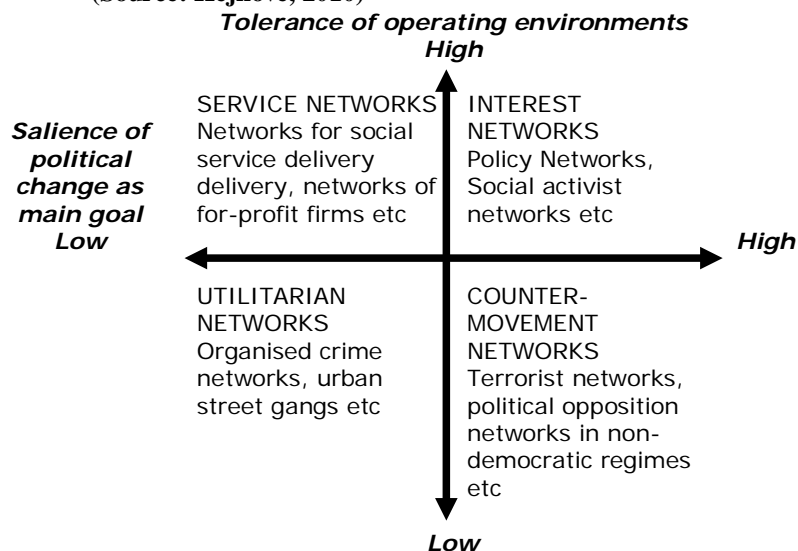 Tolerance of operating environments
High
SERVICE NETWORKS
Networks for social
service delivery
delivery, networks of
for-profit firms etc
INTEREST
NETWORKS
Policy Networks,
Social activist
networks etc
Salience of
political
change as
main goal
Low
High
UTILITARIAN
NETWORKS
Organised crime
networks, urban
street gangs etc
COUNTER-
MOVEMENT
NETWORKS
Terrorist networks,
political opposition
networks in non-
democratic regimes
etc
Low